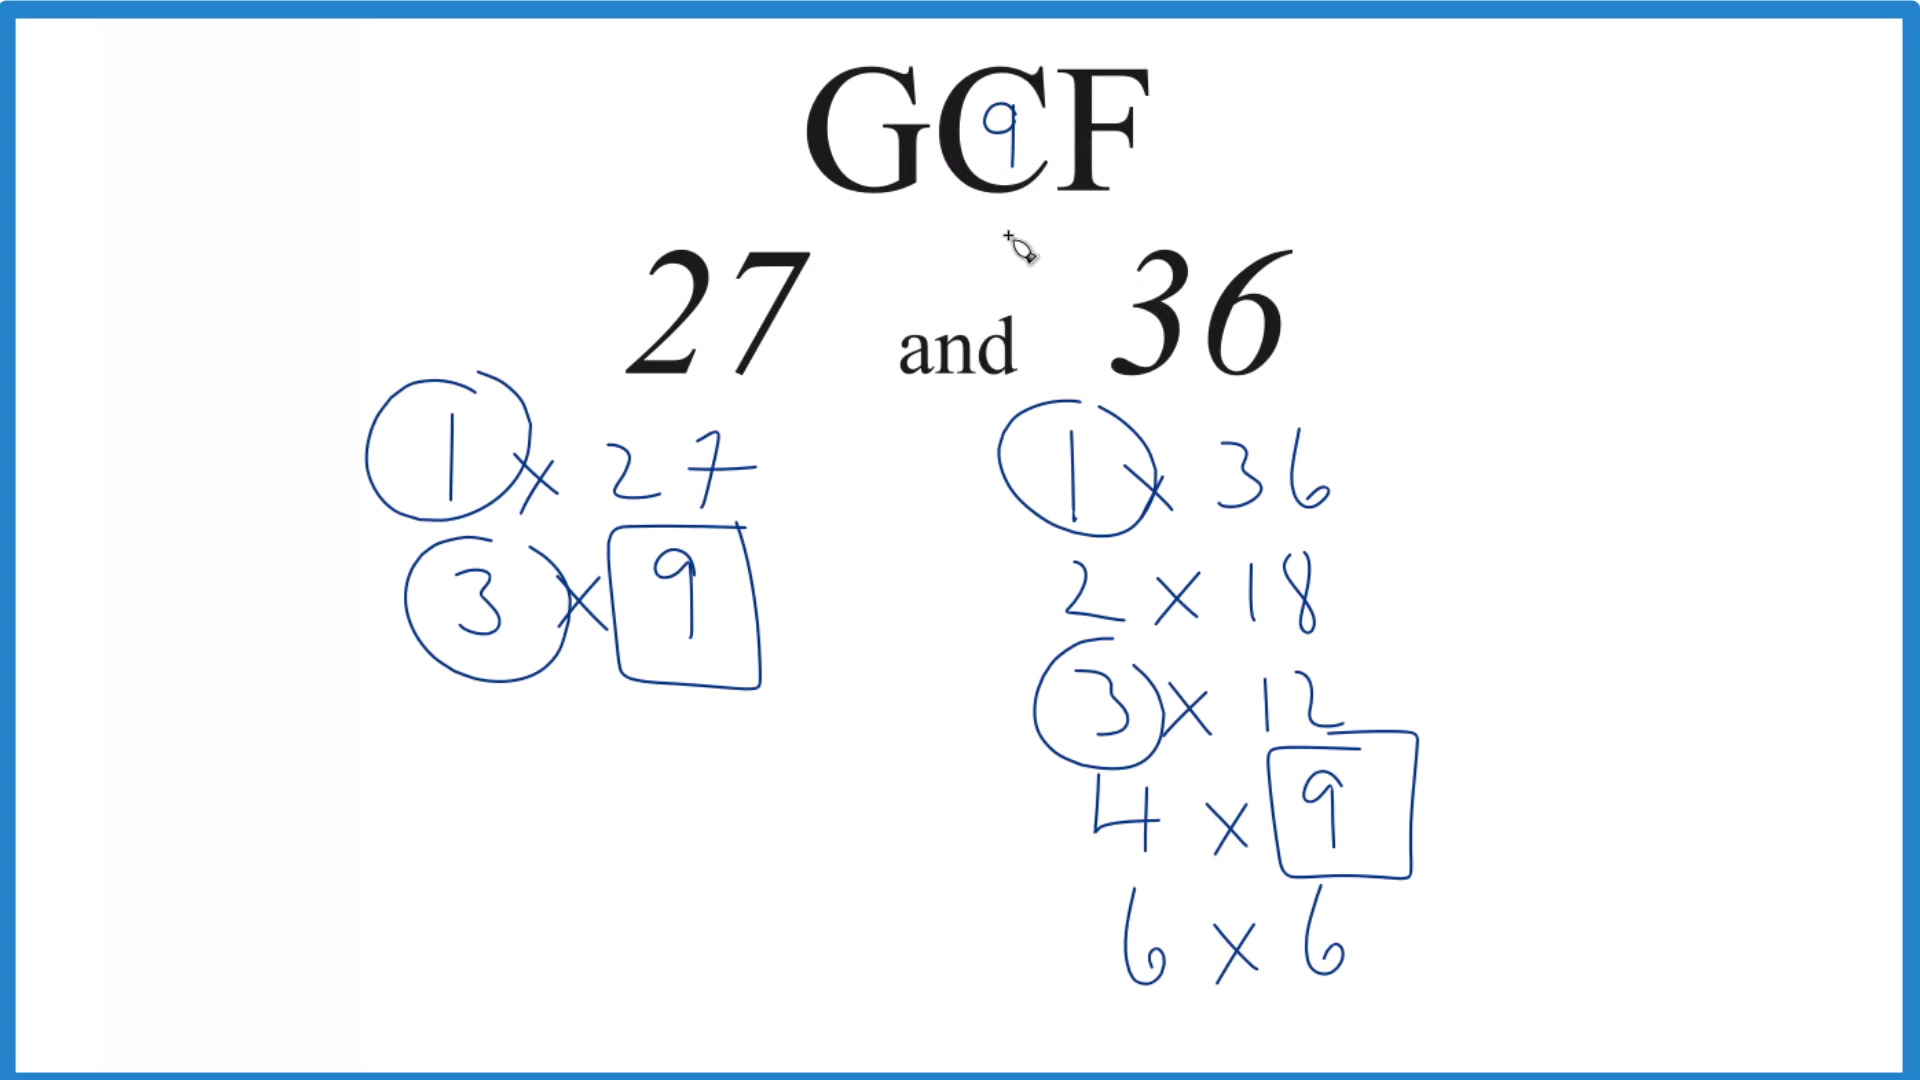 GCF
9
27 and 36
1 x 27
3 x 9
1 x 36
2 x 18
3 x 12
4 x 9
6 x 6